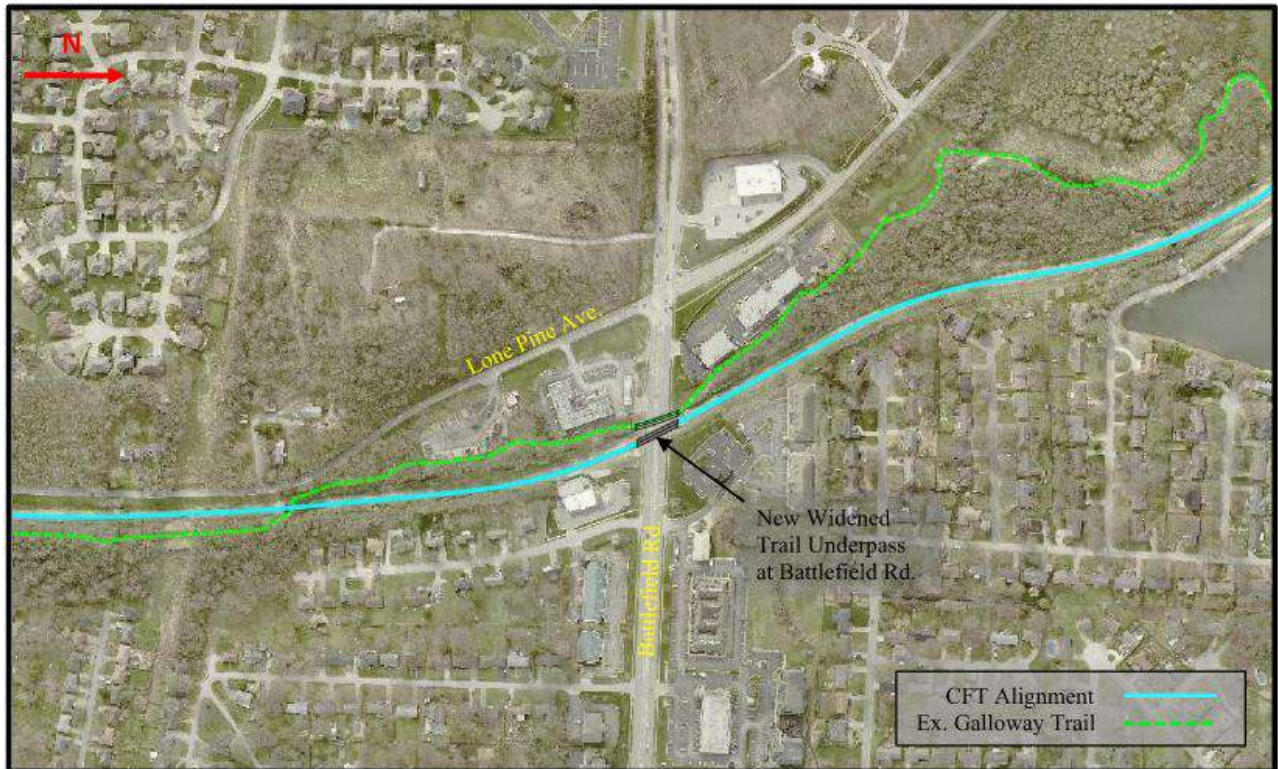 N
Lone Pine Ave.
Battlefield Rd
New Widened
Trail Underpass
at Battlefield Rd.
CFT Alignment
Ex. Galloway Trail